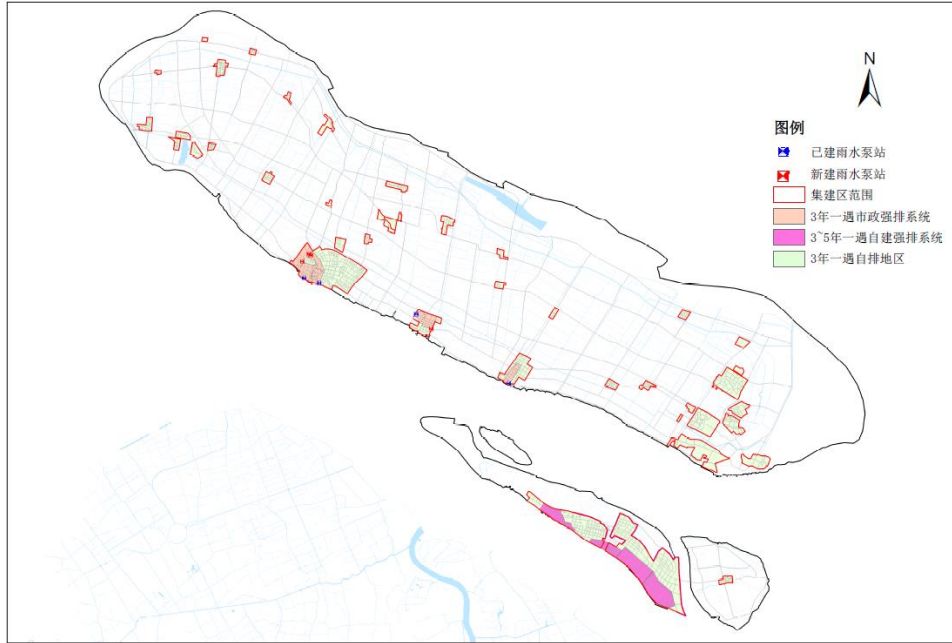 N
图例
已建雨水泵站
新建雨水泵站
集建区范围
3年一遇市政强排系统
3~5年一遇自建强排系统
3年一遇自排地区